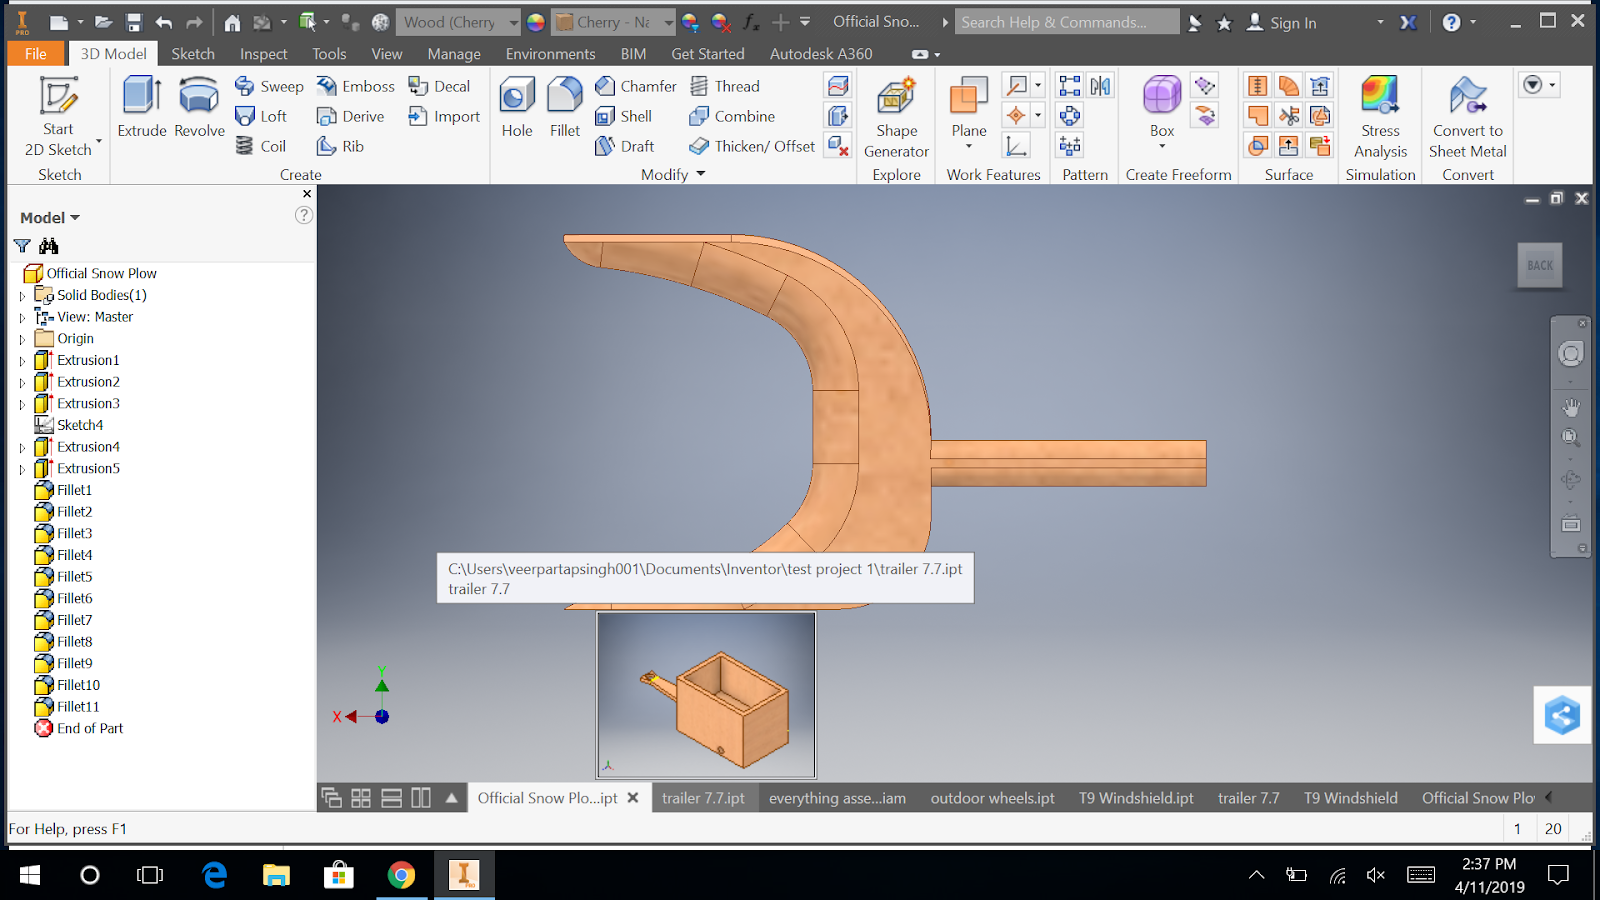 PRO
Wood (Cherry
Cherry - Na
fx
Official Sno...
Search Help & Commands...
Sign In
File
3D Model
Sketch
Inspect
Tools
View
Manage
Environments
BIM
Get Started
Autodesk A360
Start
2D Sketch
Sketch
Extrude
Revolve
Sweep
Loft
Coil
Emboss
Derive
Rib
Decal
Import
Create
Hole
Fillet
Chamfer
Shell
Draft
Thread
Combine
Thicken/ Offset
Modify
Shape
Generator
Explore
Plane
Work Features
Pattern
Box
Create Freeform
Surface
Stress
Analysis
Simulation
Convert to
Sheet Metal
Convert
Model
Official Snow Plow
Solid Bodies(1)
View: Master
Origin
Extrusion1
Extrusion2
Extrusion3
Sketch4
Extrusion4
Extrusion5
Fillet1
Fillet2
Fillet3
Fillet4
Fillet5
Fillet6
Fillet7
Fillet8
Fillet9
Fillet10
Fillet11
End of Part
BACK
C:\Users\veerpartapsingh001\Documents\Inventor\test project 1\trailer 7.7.ipt
trailer 7.7
Y
X
Official Snow Plo...ipt
trailer 7.7.ipt
everything asse...iam
outdoor wheels.ipt
T9 Windshield.ipt
trailer 7.7
T9 Windshield
Official Snow Plo
For Help, press F1
1
20
PRO
2:37 PM
4/11/2019